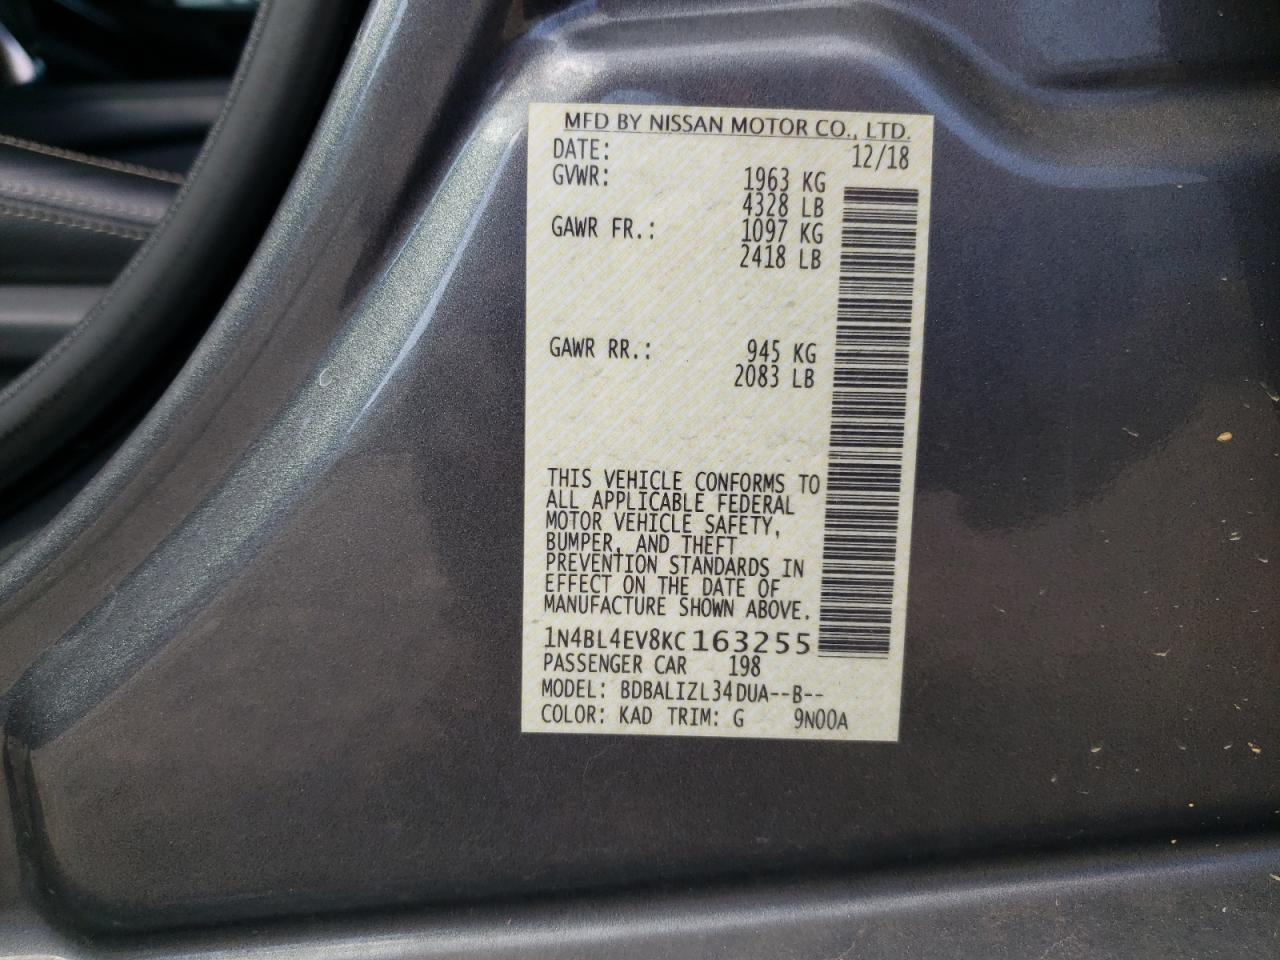 MFD BY NISSAN MOTOR CO., LTD.
DATE: 12/18
GVWR: 1963 KG
4328 LB
GAWR FR.: 1097 KG
2418 LB
GAWR RR.: 945 KG
2083 LB
THIS VEHICLE CONFORMS TO
ALL APPLICABLE FEDERAL
MOTOR VEHICLE SAFETY,
BUMPER, AND THEFT
PREVENTION STANDARDS IN
EFFECT ON THE DATE OF
MANUFACTURE SHOWN ABOVE.
1N4BL4EV8KC163255
PASSENGER CAR 198
MODEL: BDBALIZL34DUA--B--
COLOR: KAD TRIM: G 9N00A